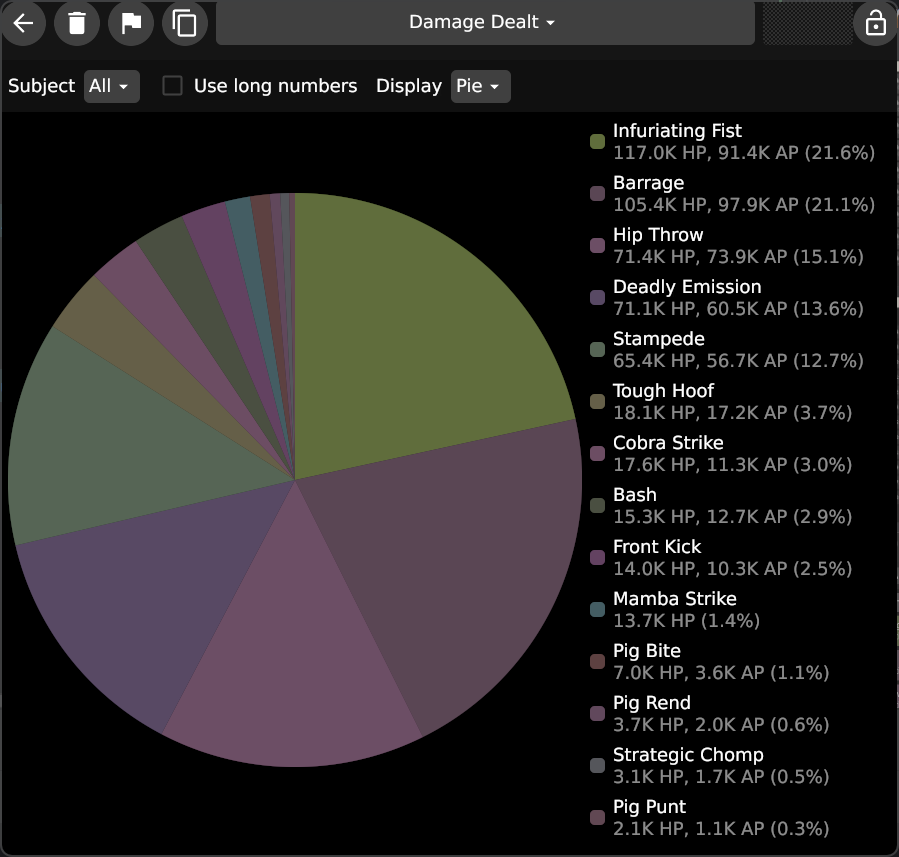 Damage Dealt
Subject All Use long numbers Display Pie
Infuriating Fist
117.0K HP, 91.4K AP (21.6%)
Barrage
105.4K HP, 97.9K AP (21.1%)
Hip Throw
71.4K HP, 73.9K AP (15.1%)
Deadly Emission
71.1K HP, 60.5K AP (13.6%)
Stampede
65.4K HP, 56.7K AP (12.7%)
Tough Hoof
18.1K HP, 17.2K AP (3.7%)
Cobra Strike
17.6K HP, 11.3K AP (3.0%)
Bash
15.3K HP, 12.7K AP (2.9%)
Front Kick
14.0K HP, 10.3K AP (2.5%)
Mamba Strike
13.7K HP (1.4%)
Pig Bite
7.0K HP, 3.6K AP (1.1%)
Pig Rend
3.7K HP, 2.0K AP (0.6%)
Strategic Chomp
3.1K HP, 1.7K AP (0.5%)
Pig Punt
2.1K HP, 1.1K AP (0.3%)